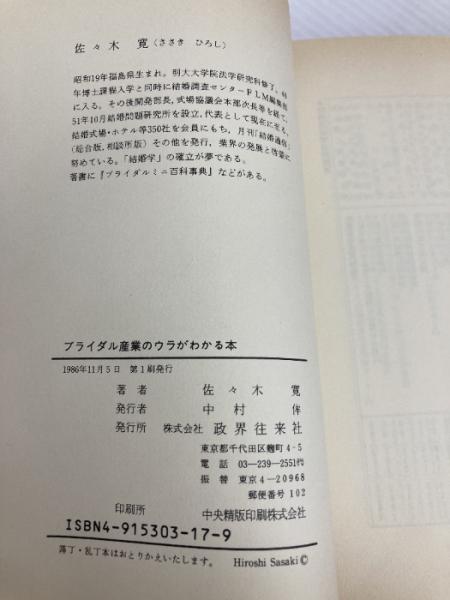 佐々木 寛(ささき ひろし)
昭和19年福島県生まれ。明大大学院法学研究科修了。
年博士課程入学と同時に結婚調査センターFLM編集部
に入る。その後開発部長,式場協議会本部次長等を経て,
51年10月結婚問題研究所を設立,代表として現在に至る。
結婚式場・ホテル等350社を会員にもち,月刊「結婚通信」
(総合版,相談所版)その他を発行,業界の発展と啓蒙に
努めている。「結婚学」の確立が夢である。
著書に『ブライダルミニ百科事典』などがある。
ブライダル産業のウラがわかる本
1986年11月5日 第1刷発行
著者 佐々木 寛
発行者 中村 伴
発行所 株式会社 政界往来社
東京都千代田区麹町4-5
電話 03-239-2551代
振替 東京4-20968
郵便番号 102
印刷所 中央精版印刷株式会社
ISBN4-915303-17-9
落丁・乱丁本はおとりかえいたします。 Hiroshi Sasaki©